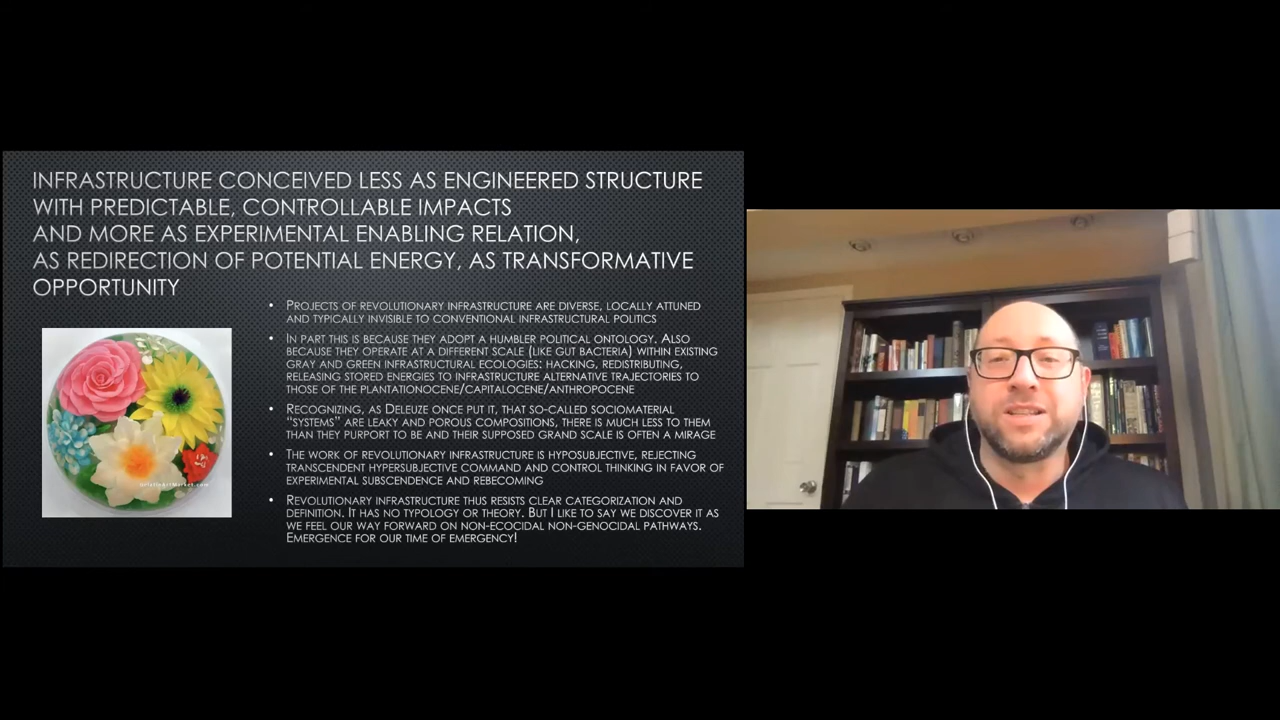 INFRASTRUCTURE CONCEIVED LESS AS ENGINEERED STRUCTURE
WITH PREDICTABLE, CONTROLLABLE IMPACTS
AND MORE AS EXPERIMENTAL ENABLING RELATION,
AS REDIRECTION OF POTENTIAL ENERGY, AS TRANSFORMATIVE
OPPORTUNITY
• PROJECTS OF REVOLUTIONARY INFRASTRUCTURE ARE DIVERSE, LOCALLY ATTUNED
AND TYPICALLY INVISIBLE TO CONVENTIONAL INFRASTRUCTURAL POLITICS
• IN PART THIS IS BECAUSE THEY ADOPT A HUMBLER POLITICAL ONTOLOGY. ALSO
BECAUSE THEY OPERATE AT A DIFFERENT SCALE (LIKE GUT BACTERIA) WITHIN EXISTING
GRAY AND GREEN INFRASTRUCTURAL ECOLOGIES: HACKING, REDISTRIBUTING,
RELEASING STORED ENERGIES TO INFRASTRUCTURE ALTERNATIVE TRAJECTORIES TO
THOSE OF THE PLANTATIONOCENE/CAPITALOCENE/ANTHROPOCENE
• RECOGNIZING, AS DELEUZE ONCE PUT IT, THAT SO-CALLED SOCIOMATERIAL
"SYSTEMS" ARE LEAKY AND POROUS COMPOSITIONS, THERE IS MUCH LESS TO THEM
THAN THEY PURPORT TO BE AND THEIR SUPPOSED GRAND SCALE IS OFTEN A MIRAGE
• THE WORK OF REVOLUTIONARY INFRASTRUCTURE IS HYPOSUBJECTIVE, REJECTING
TRANSCENDENT HYPERSUBJECTIVE COMMAND AND CONTROL THINKING IN FAVOR OF
EXPERIMENTAL SUBSCENDENCE AND REBECOMING
• REVOLUTIONARY INFRASTRUCTURE THUS RESISTS CLEAR CATEGORIZATION AND
DEFINITION. IT HAS NO TYPOLOGY OR THEORY. BUT I LIKE TO SAY WE DISCOVER IT AS
WE FEEL OUR WAY FORWARD ON NON-ECOCIDAL NON-GENOCIDAL PATHWAYS.
EMERGENCE FOR OUR TIME OF EMERGENCY!